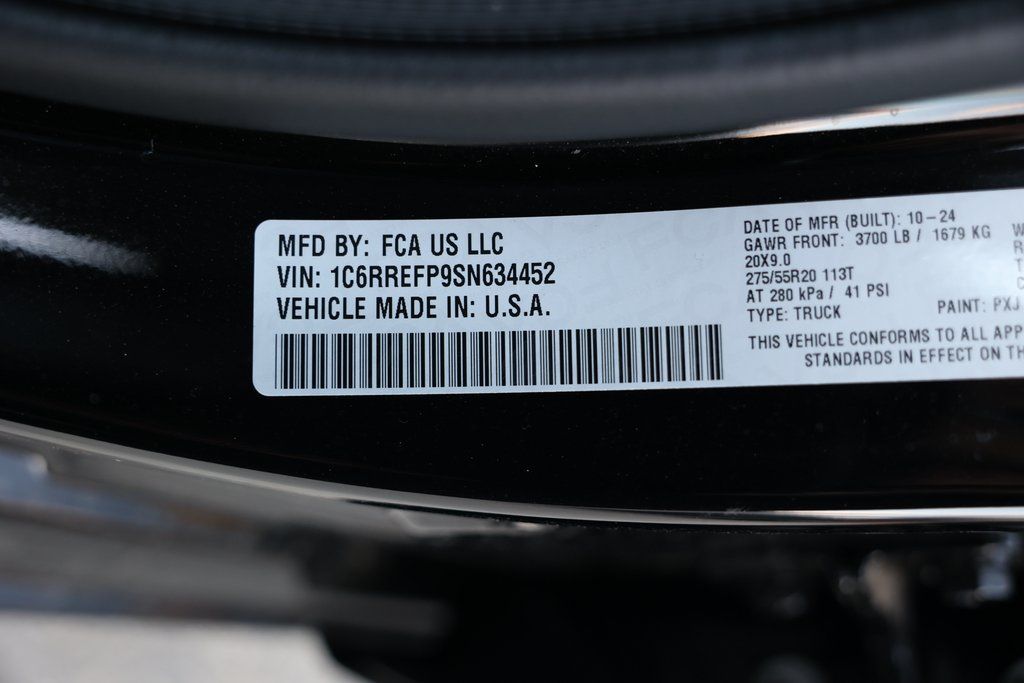 MFD BY: FCA US LLC
VIN: 1C6RREFP9SN634452
VEHICLE MADE IN: U.S.A.
DATE OF MFR (BUILT): 10-24
GAWR FRONT: 3700 LB / 1679 KG
20X9.0
275/55R20 113T
AT 280 kPa / 41 PSI
TYPE: TRUCK
PAINT: PXJ
THIS VEHICLE CONFORMS TO ALL APP
STANDARDS IN EFFECT ON TH